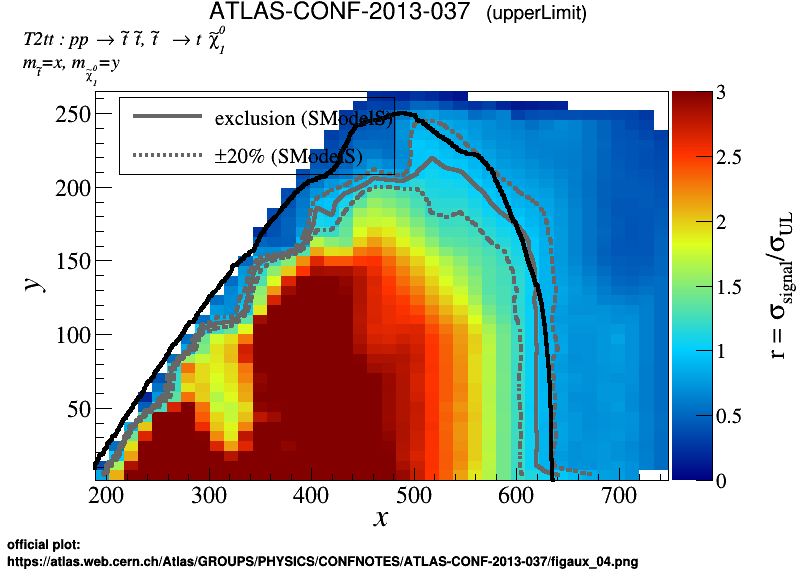 ATLAS-CONF-2013-037 (upperLimit)
T2tt : pp → t̃ t̃, t̃ → t χ̃₁⁰
m_t̃=x, m_χ̃₁⁰=y
exclusion (SModelS)
±20% (SModelS)
250
200
150
100
50
y
200 300 400 500 600 700
x
3
2.5
2
1.5
1
0.5
0
r = σ_signal/σ_UL
official plot:
https://atlas.web.cern.ch/Atlas/GROUPS/PHYSICS/CONFNOTES/ATLAS-CONF-2013-037/figaux_04.png